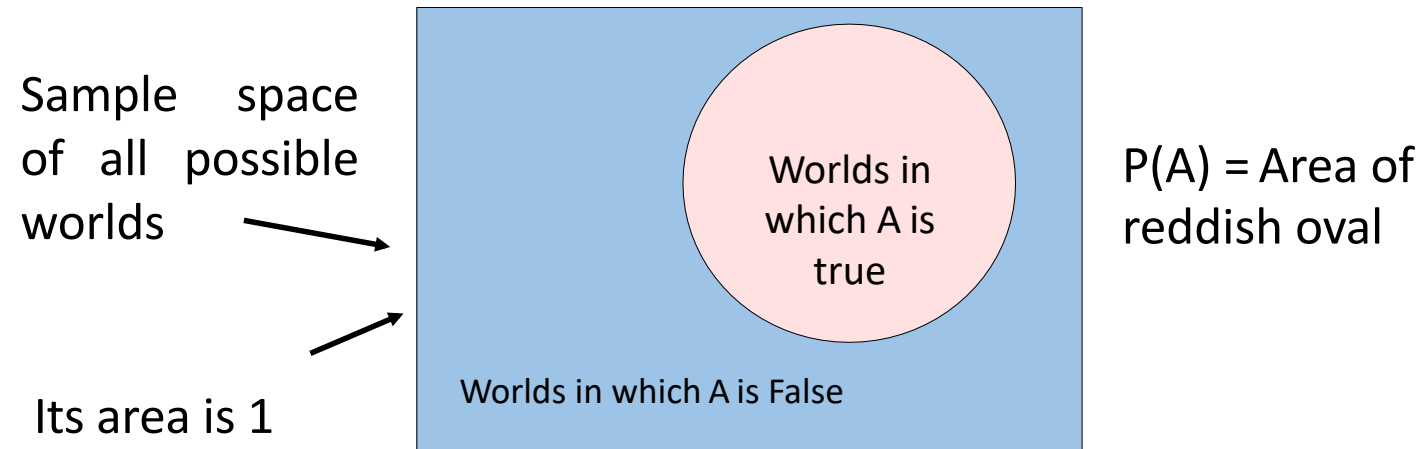 Sample space
of all possible
worlds
Its area is 1
Worlds in
which A is
true
Worlds in which A is False
P(A) = Area of
reddish oval